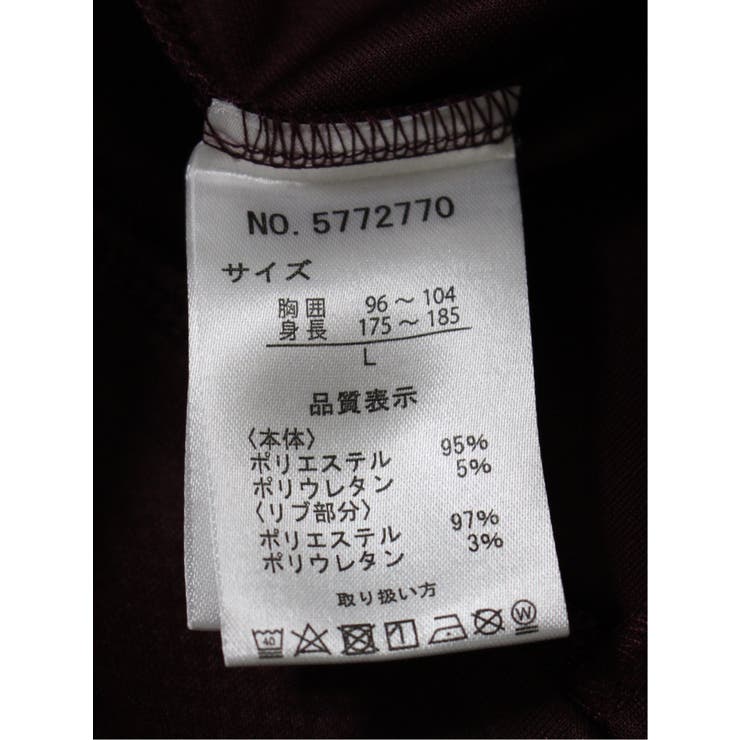 NO. 5772770
サイズ
胸囲 96～104
身長 175～185
L
品質表示
〈本体〉
ポリエステル 95%
ポリウレタン 5%
〈リブ部分〉
ポリエステル 97%
ポリウレタン 3%
取り扱い方
40 W